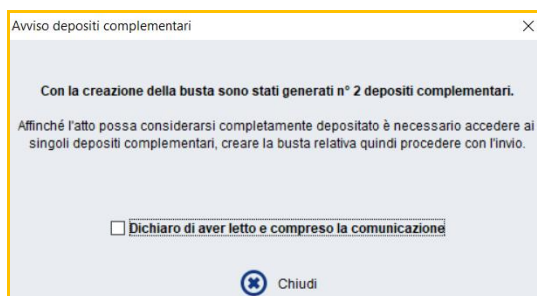 Avviso depositi complementari
Con la creazione della busta sono stati generati n° 2 depositi complementari.
Affinché l'atto possa considerarsi completamente depositato è necessario accedere ai
singoli depositi complementari, creare la busta relativa quindi procedere con l'invio.
Dichiaro di aver letto e compreso la comunicazione
Chiudi